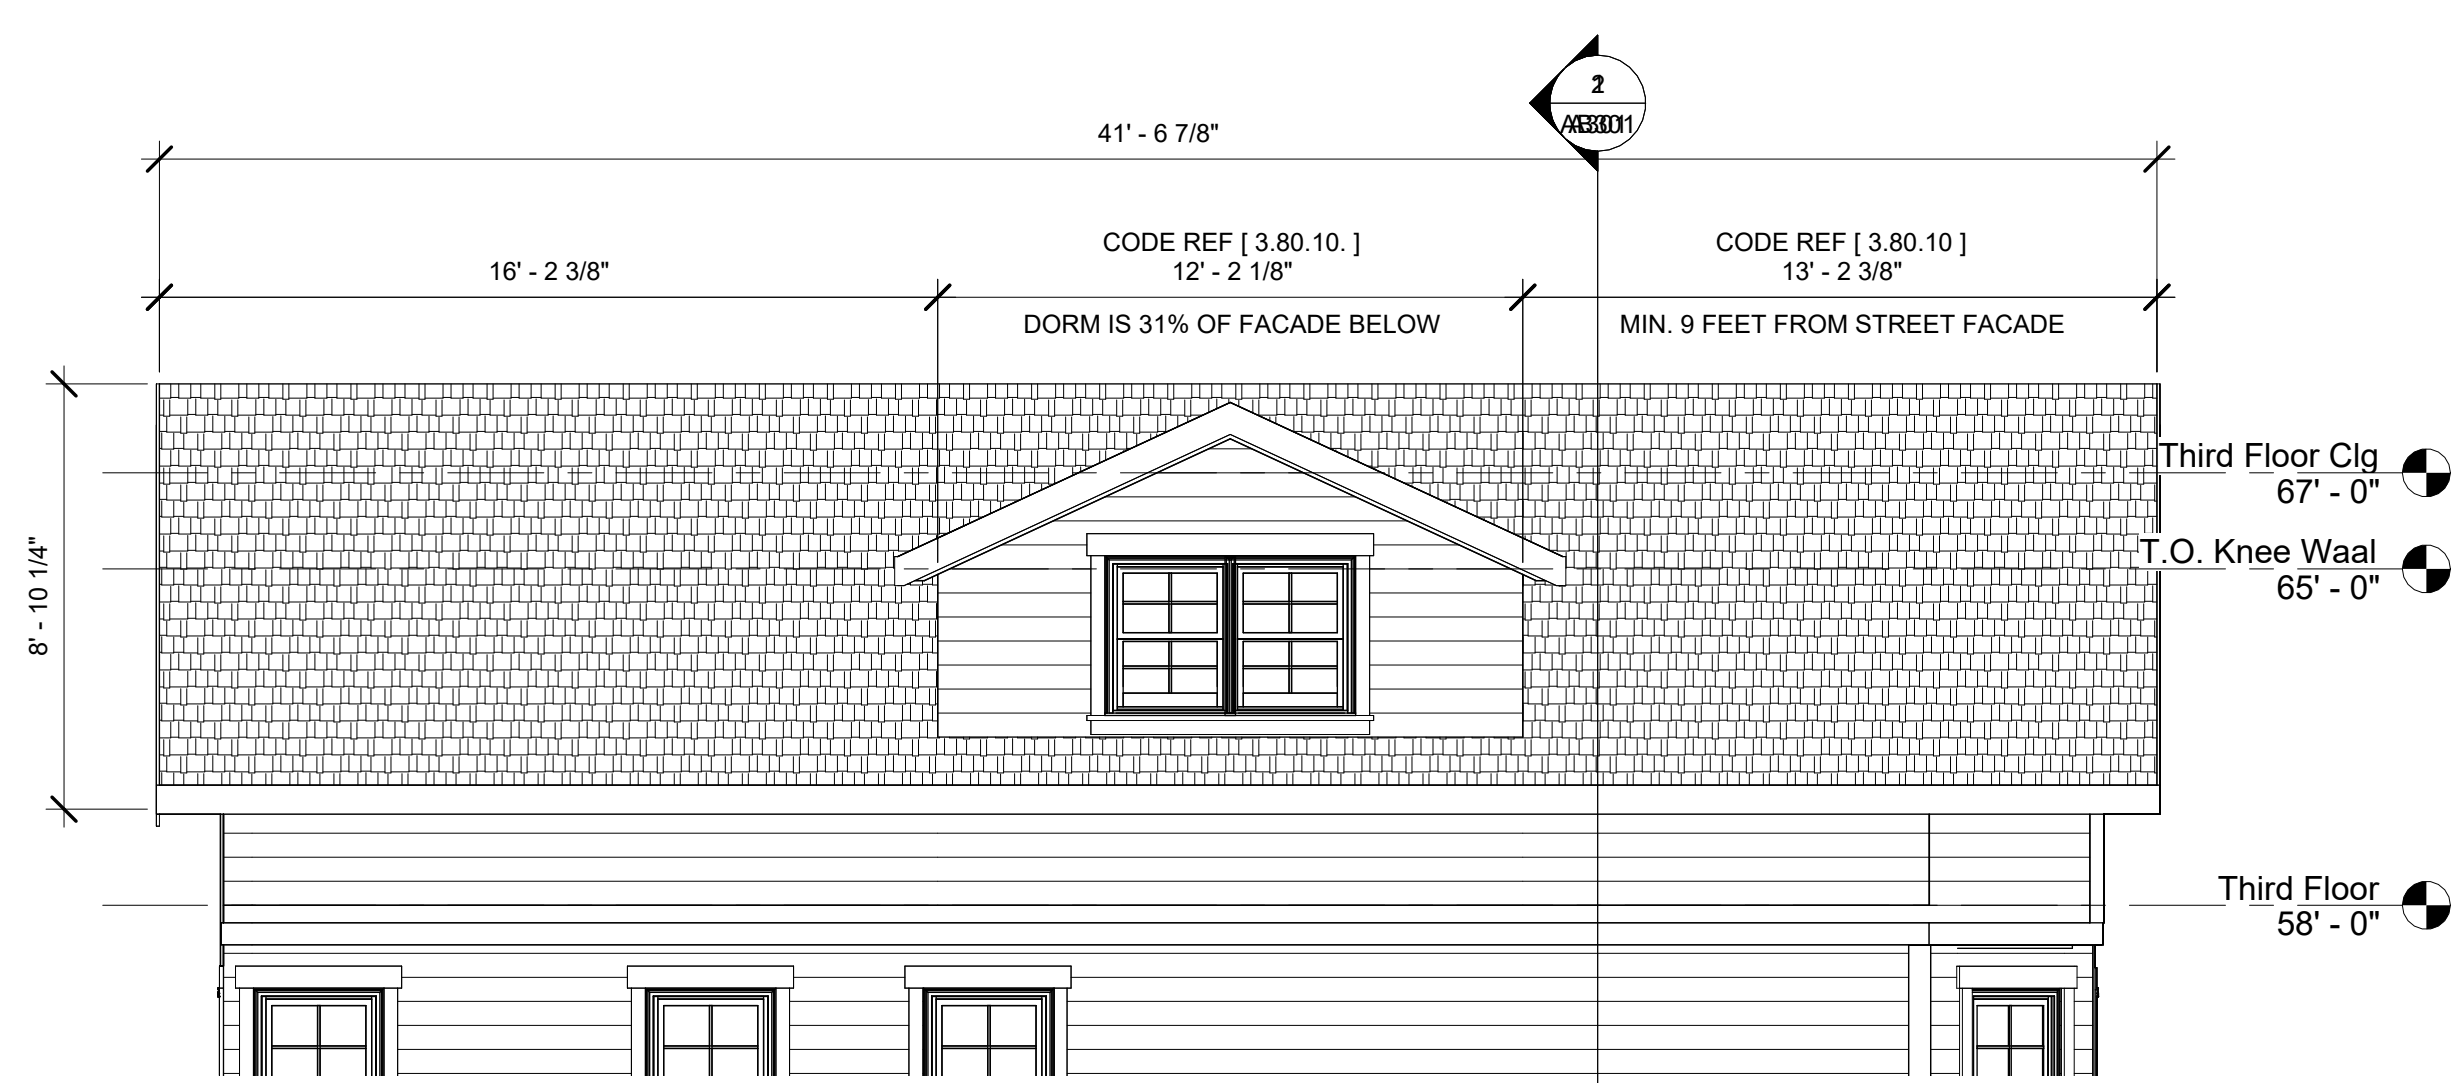 41' - 6 7/8"
CODE REF [ 3.80.10. ]
CODE REF [ 3.80.10 ]
16' - 2 3/8"
12' - 2 1/8"
13' - 2 3/8"
DORM IS 31% OF FACADE BELOW
MIN. 9 FEET FROM STREET FACADE
Third Floor Clg
67' - 0"
8' - 10 1/4"
T.O. Knee Waal
65' - 0"
Third Floor
58' - 0"